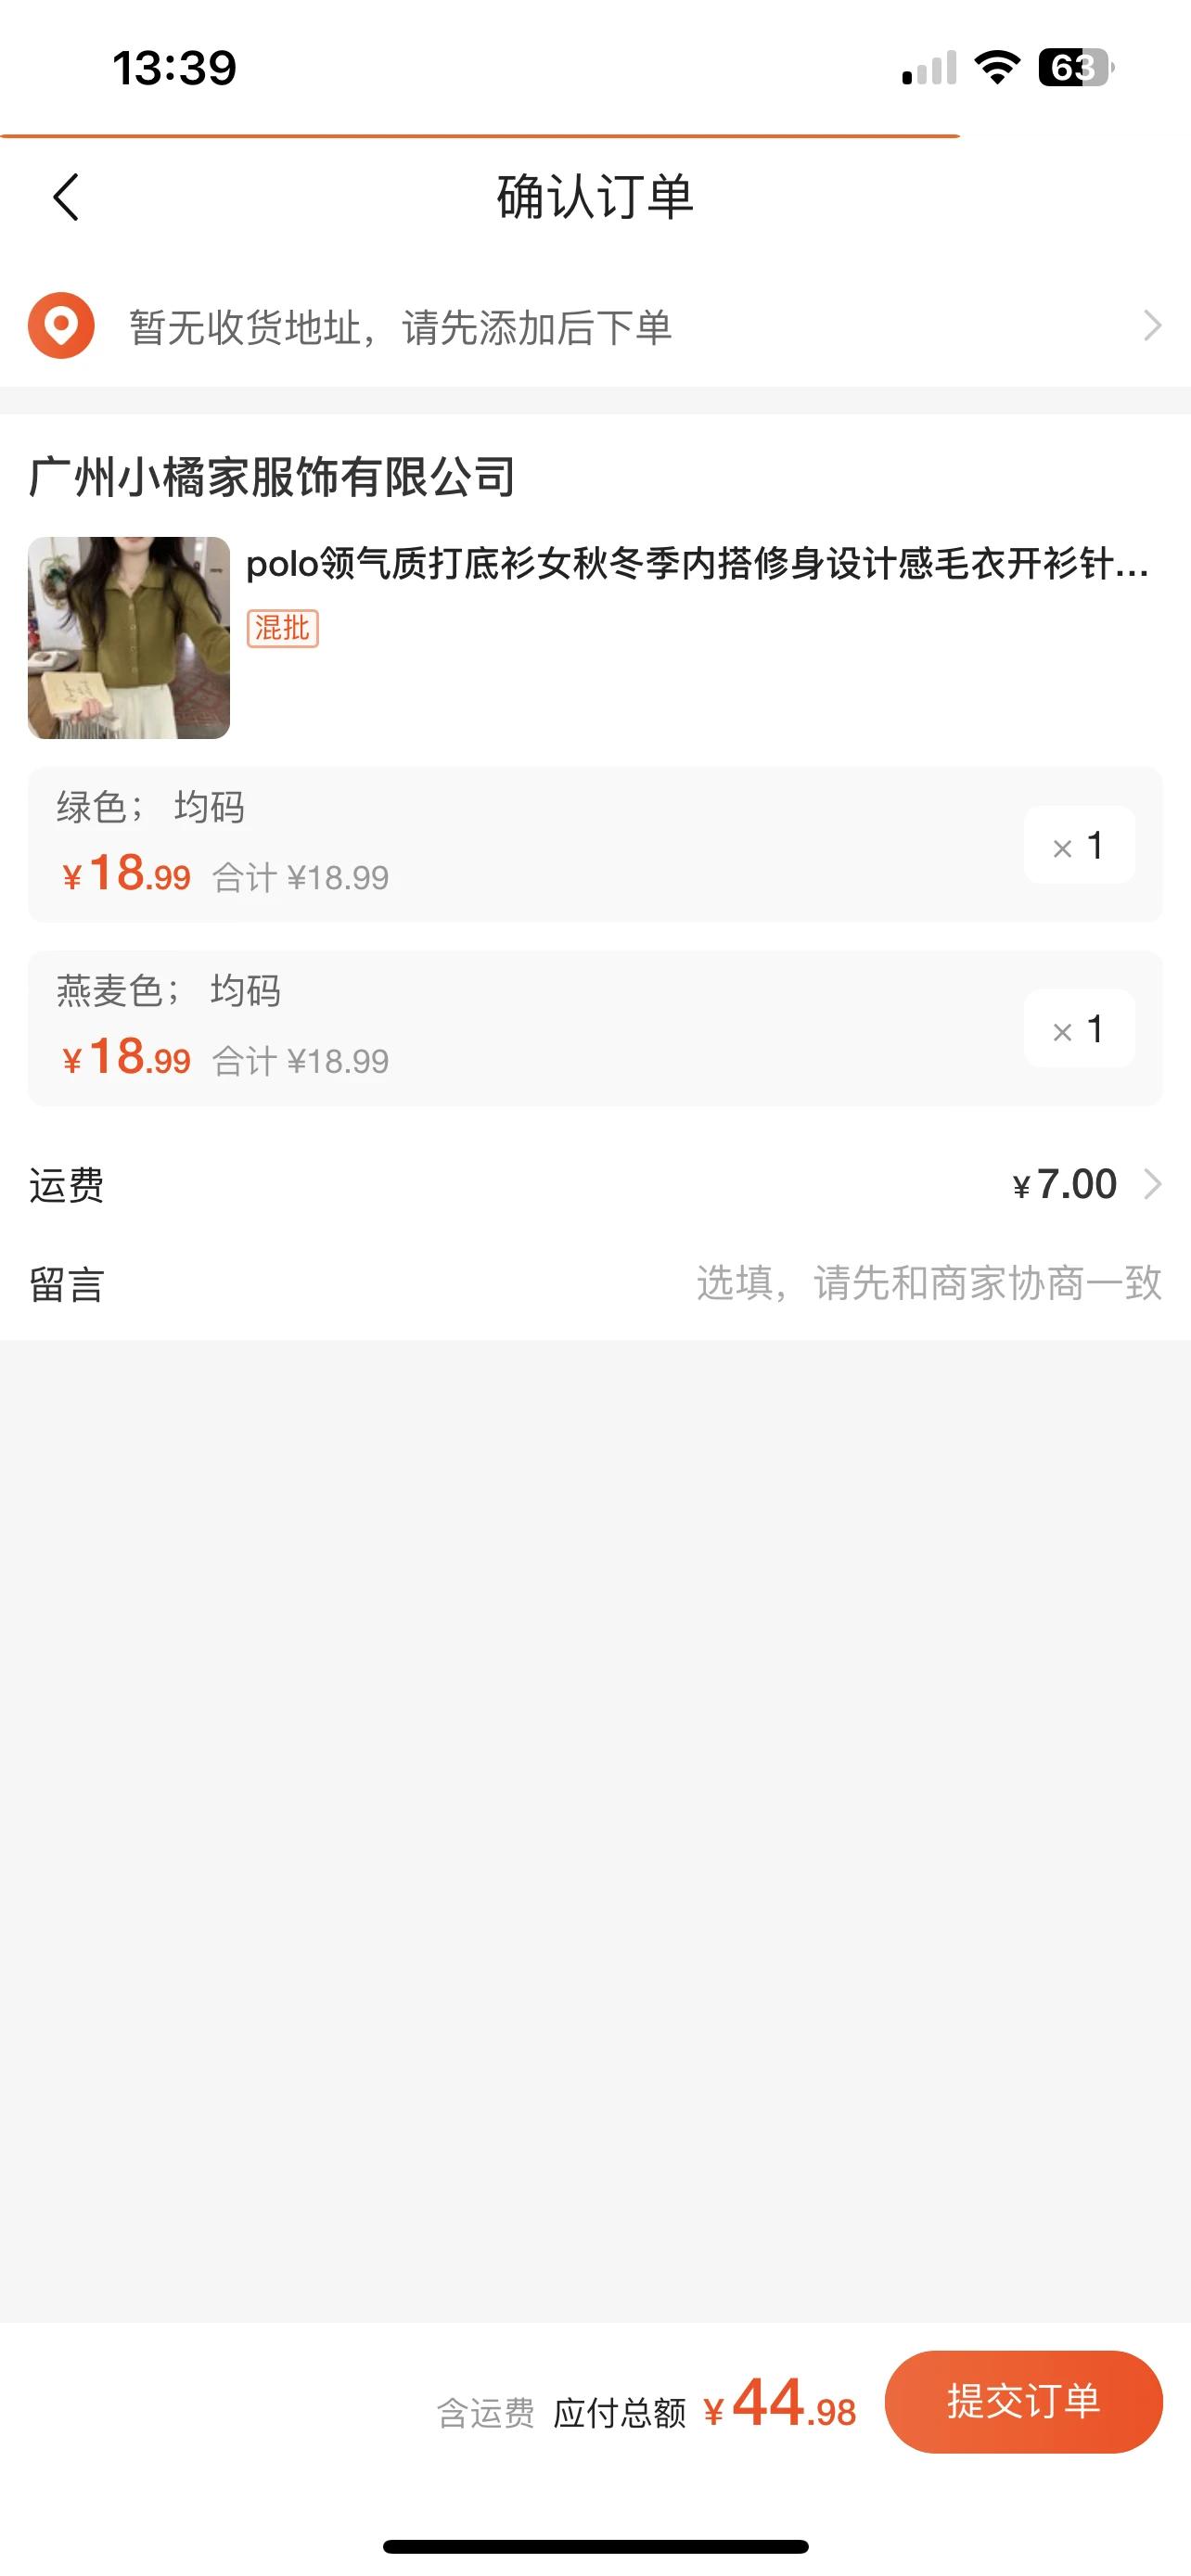 13:39
63
确认订单
暂无收货地址，请先添加后下单
广州小橘家服饰有限公司
polo领气质打底衫女秋冬季内搭修身设计感毛衣开衫针...
混批
绿色； 均码
¥18.99 合计 ¥18.99
× 1
燕麦色； 均码
¥18.99 合计 ¥18.99
× 1
运费 ¥7.00
留言 选填，请先和商家协商一致
含运费 应付总额 ¥44.98 提交订单